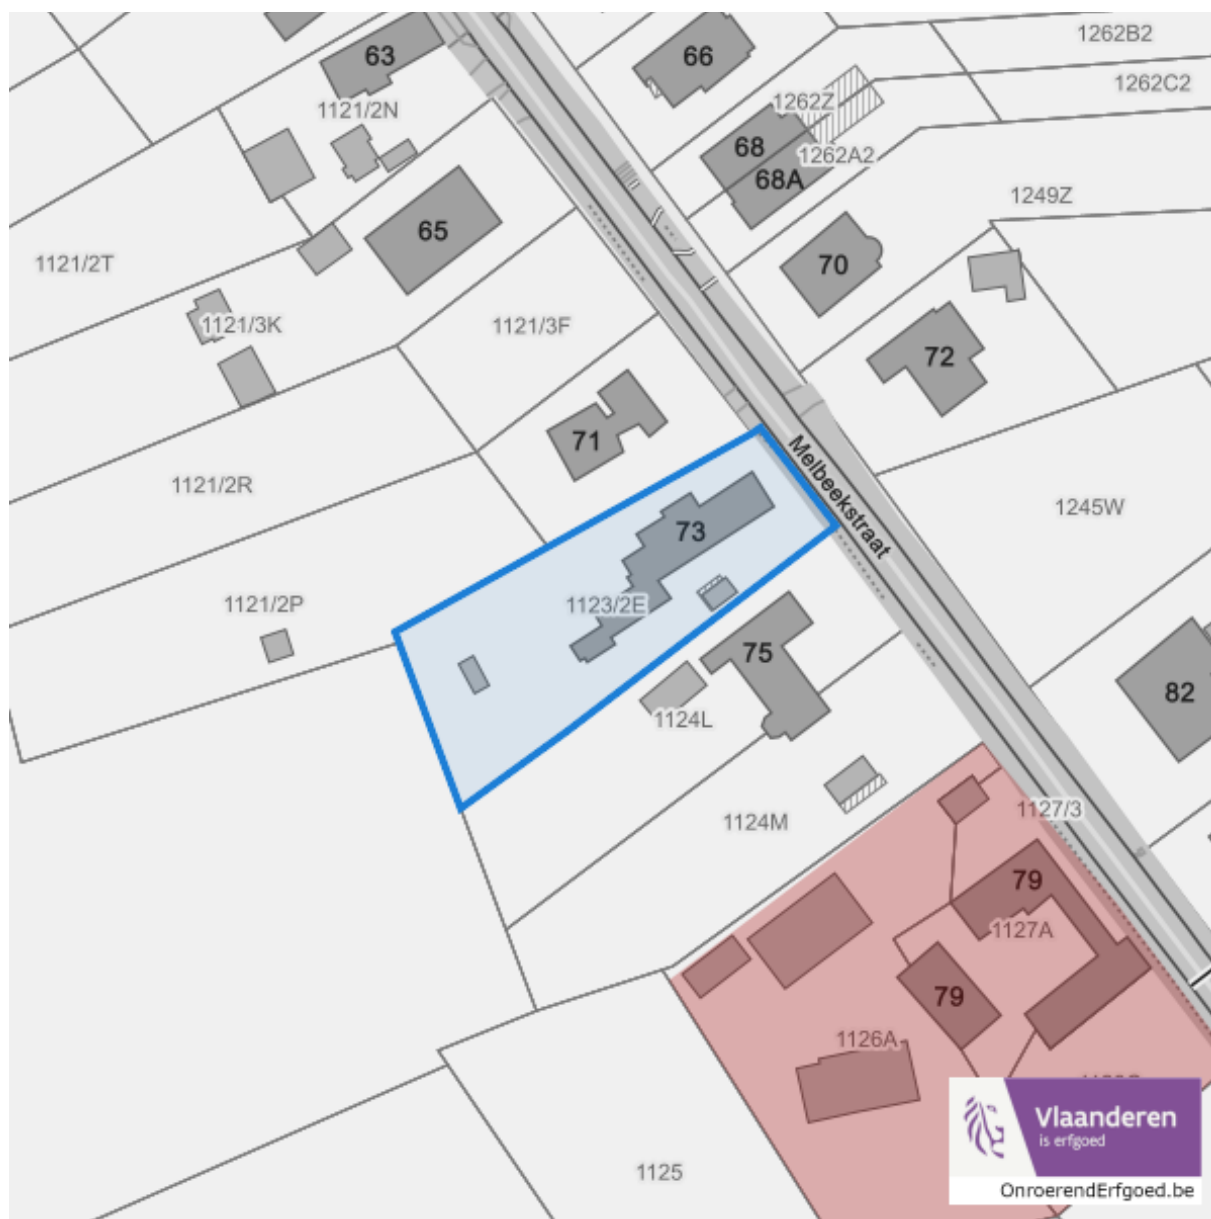 1262B2
66
63
1262C2
1262Z
1121/2N
68
1262A2
68A
1249Z
65
70
1121/2T
1121/3K
1121/3F
72
71
1121/2R
Melbeekstraat
1245W
73
1121/2P
1123/2E
75
82
1124L
1127/3
1124M
79
1127A
79
1126A
1125
Vlaanderen
is erfgoed
OnroerendErfgoed.be